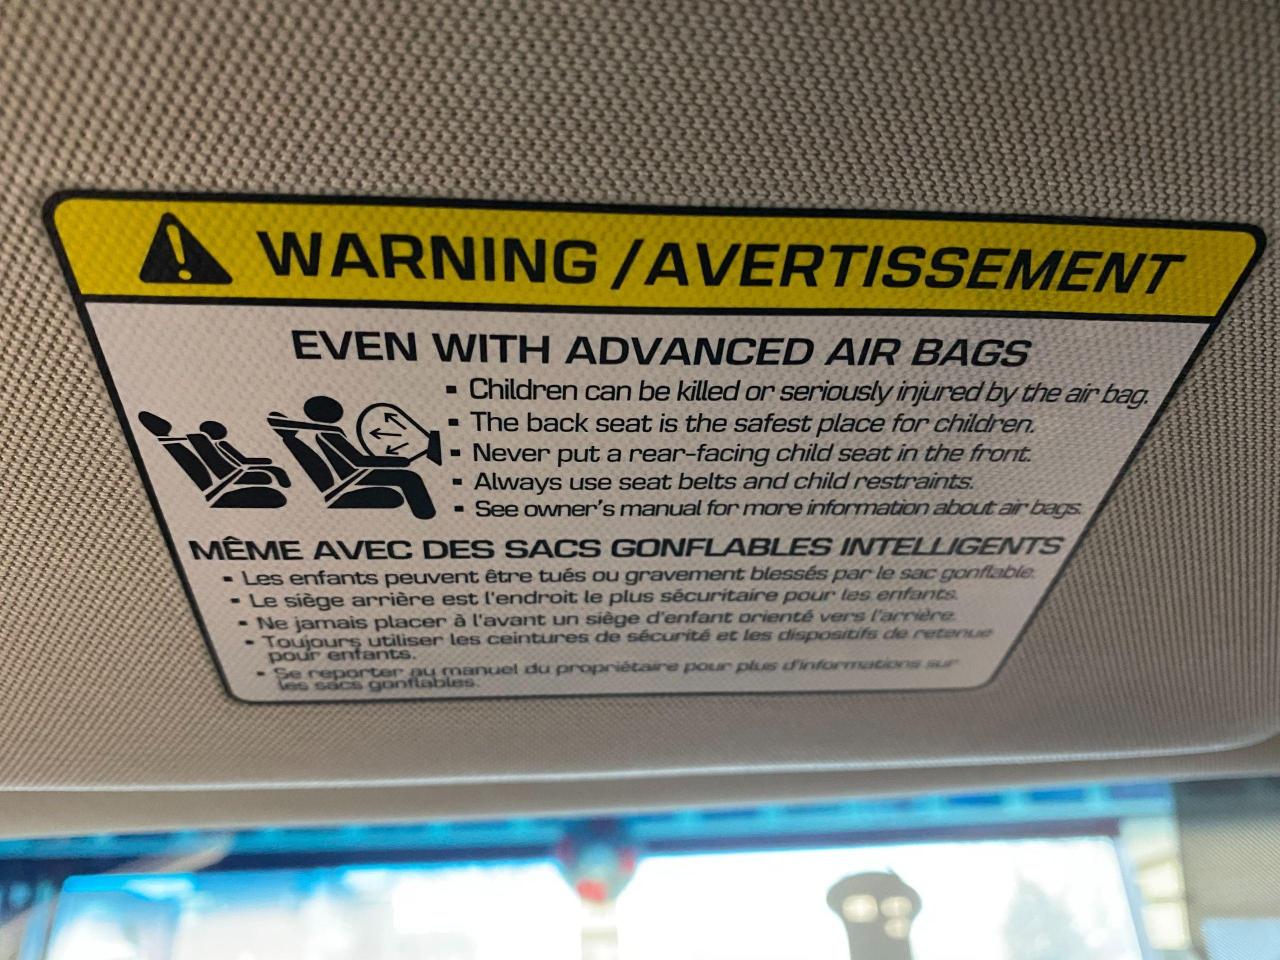 WARNING / AVERTISSEMENT
EVEN WITH ADVANCED AIR BAGS
▪ Children can be killed or seriously injured by the air bag.
▪ The back seat is the safest place for children.
▪ Never put a rear-facing child seat in the front.
▪ Always use seat belts and child restraints.
▪ See owner's manual for more information about air bags.
MÊME AVEC DES SACS GONFLABLES INTELLIGENTS
▪ Les enfants peuvent être tués ou gravement blessés par le sac gonflable.
▪ Le siège arrière est l'endroit le plus sécuritaire pour les enfants.
▪ Ne jamais placer à l'avant un siège d'enfant orienté vers l'arrière.
▪ Toujours utiliser les ceintures de sécurité et les dispositifs de retenue
pour enfants.
▪ Se reporter au manuel du propriétaire pour plus d'informations sur
les sacs gonflables.